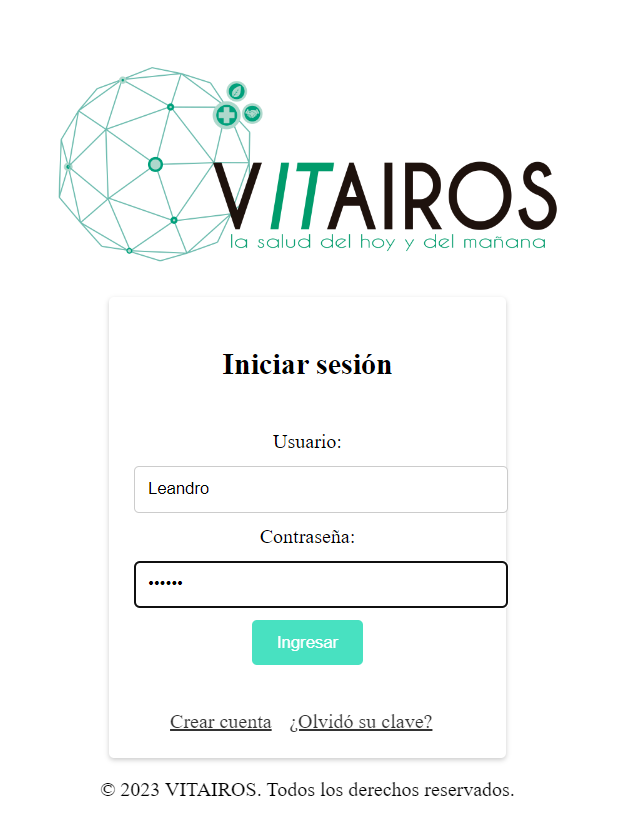 VITAIROS
la salud del hoy y del mañana
Iniciar sesión
Usuario:
Leandro
Contraseña:
••••••
Ingresar
Crear cuenta ¿Olvidó su clave?
© 2023 VITAIROS. Todos los derechos reservados.